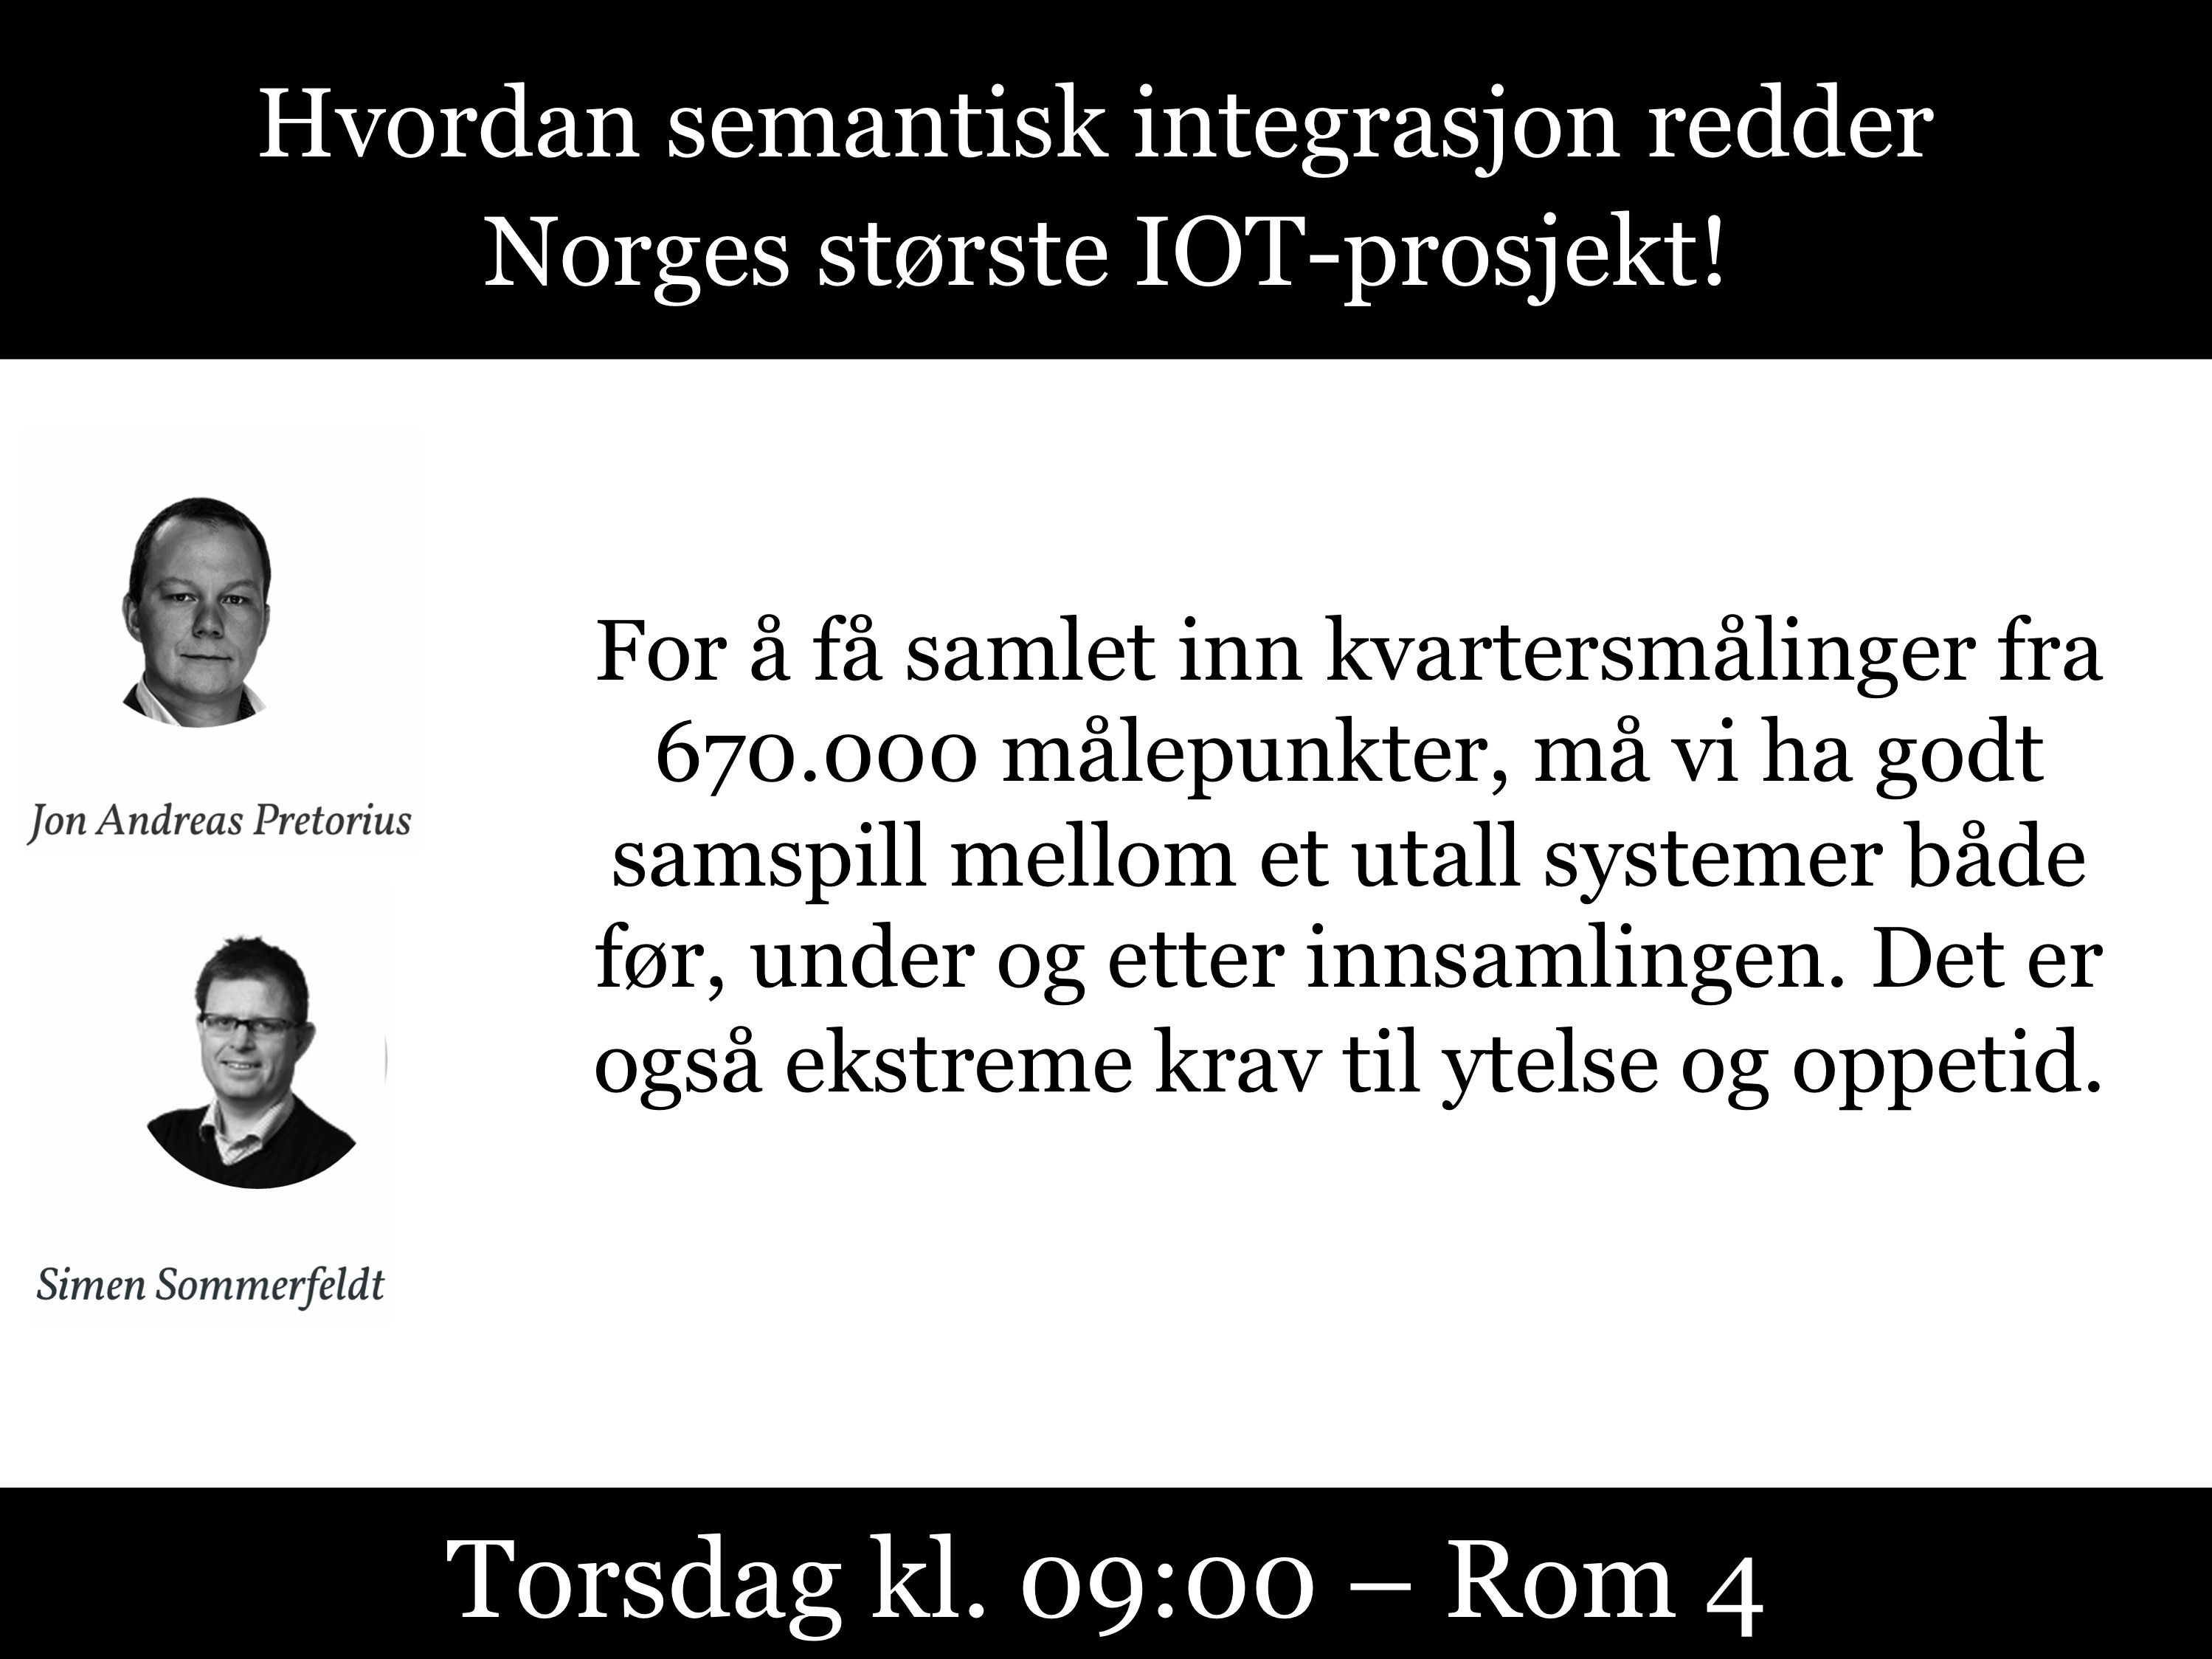 Hvordan semantisk integrasjon redder
Norges største IOT-prosjekt!
Jon Andreas Pretorius
Simen Sommerfeldt
For å få samlet inn kvartersmålinger fra
670.000 målepunkter, må vi ha godt
samspill mellom et utall systemer både
før, under og etter innsamlingen. Det er
også ekstreme krav til ytelse og oppetid.
Torsdag kl. 09:00 – Rom 4